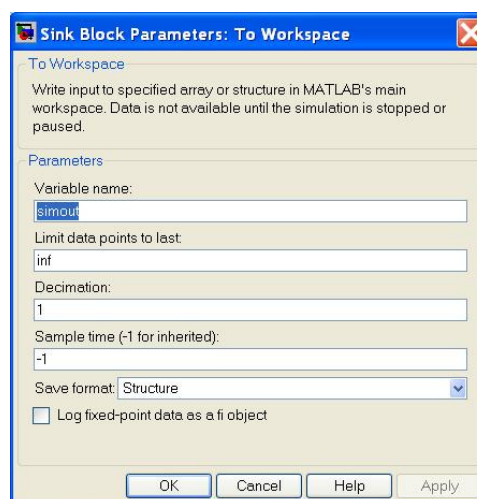 Sink Block Parameters: To Workspace
To Workspace
Write input to specified array or structure in MATLAB's main
workspace. Data is not available until the simulation is stopped or
paused.
Parameters
Variable name:
simout
Limit data points to last:
inf
Decimation:
1
Sample time (-1 for inherited):
-1
Save format: Structure
Log fixed-point data as a fi object
OK Cancel Help Apply